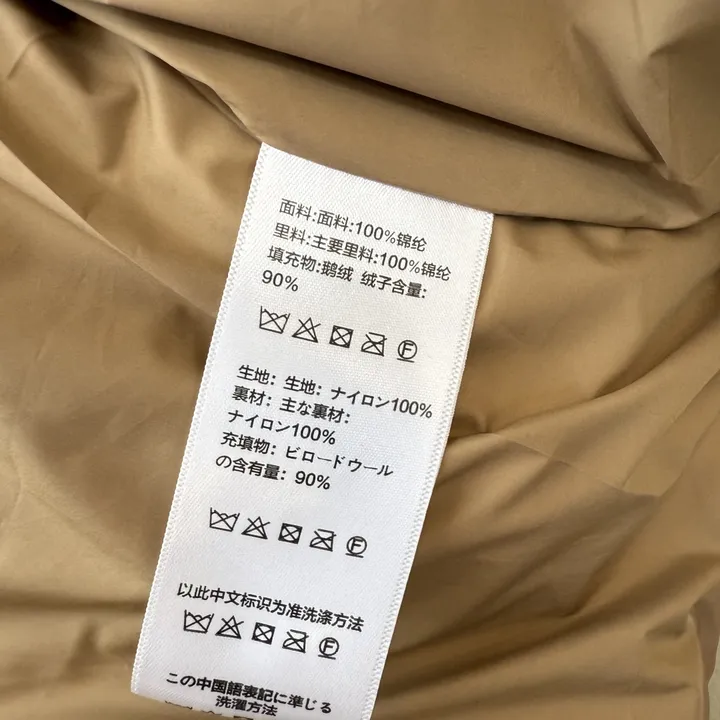 面料:面料:100%锦纶
里料:主要里料:100%锦纶
填充物:鹅绒 绒子含量:
90%
F
生地: 生地: ナイロン100%
裏材: 主な裏材:
ナイロン100%
充填物: ビロードウール
の含有量: 90%
F
以此中文标识为准洗涤方法
F
この中国語表記に準じる
洗濯方法